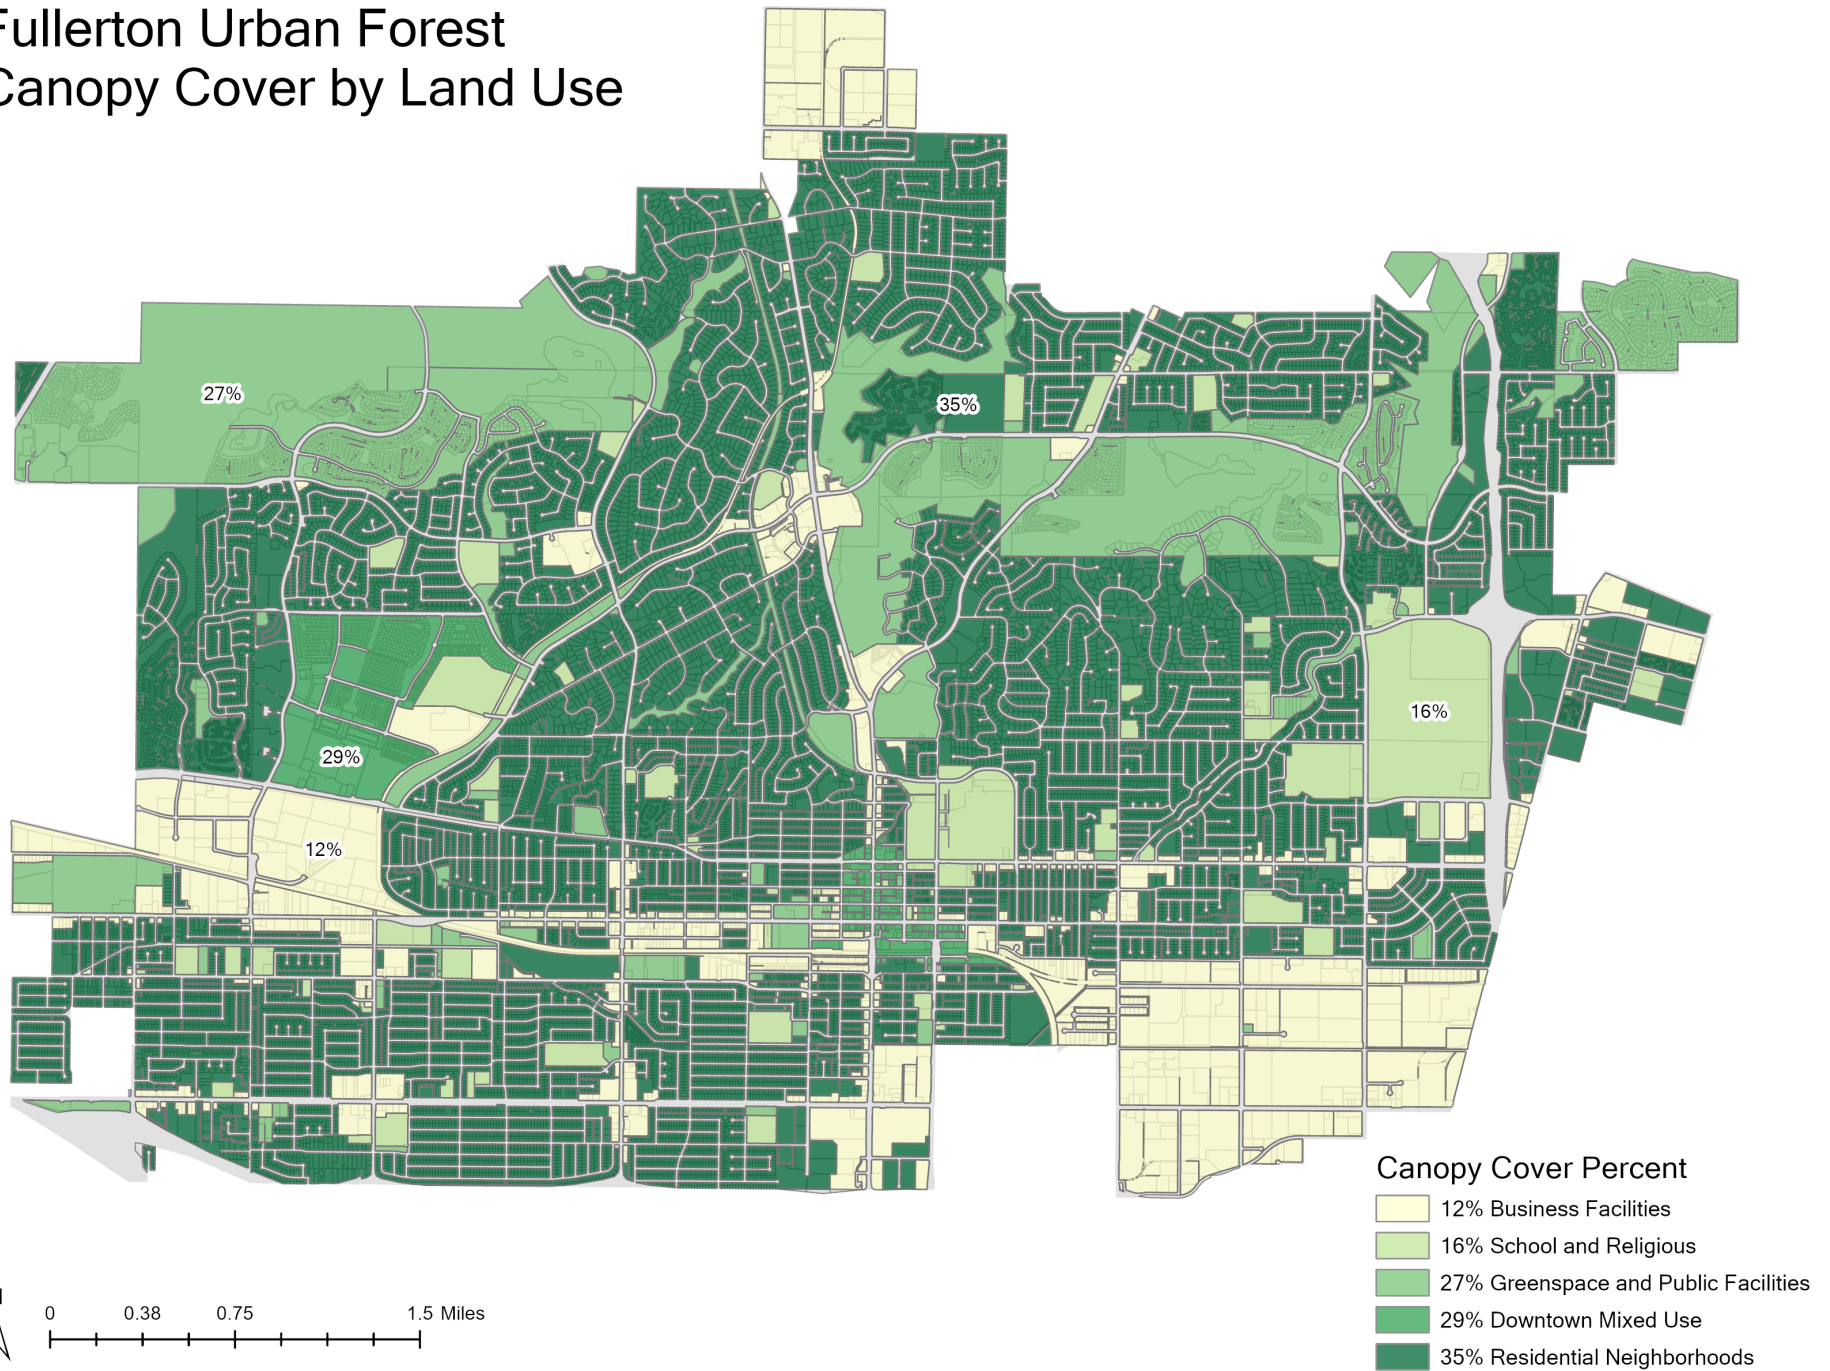 Fullerton Urban Forest
Canopy Cover by Land Use
27%
35%
16%
29%
12%
Canopy Cover Percent
12% Business Facilities
16% School and Religious
27% Greenspace and Public Facilities
29% Downtown Mixed Use
35% Residential Neighborhoods
0 0.38 0.75 1.5 Miles